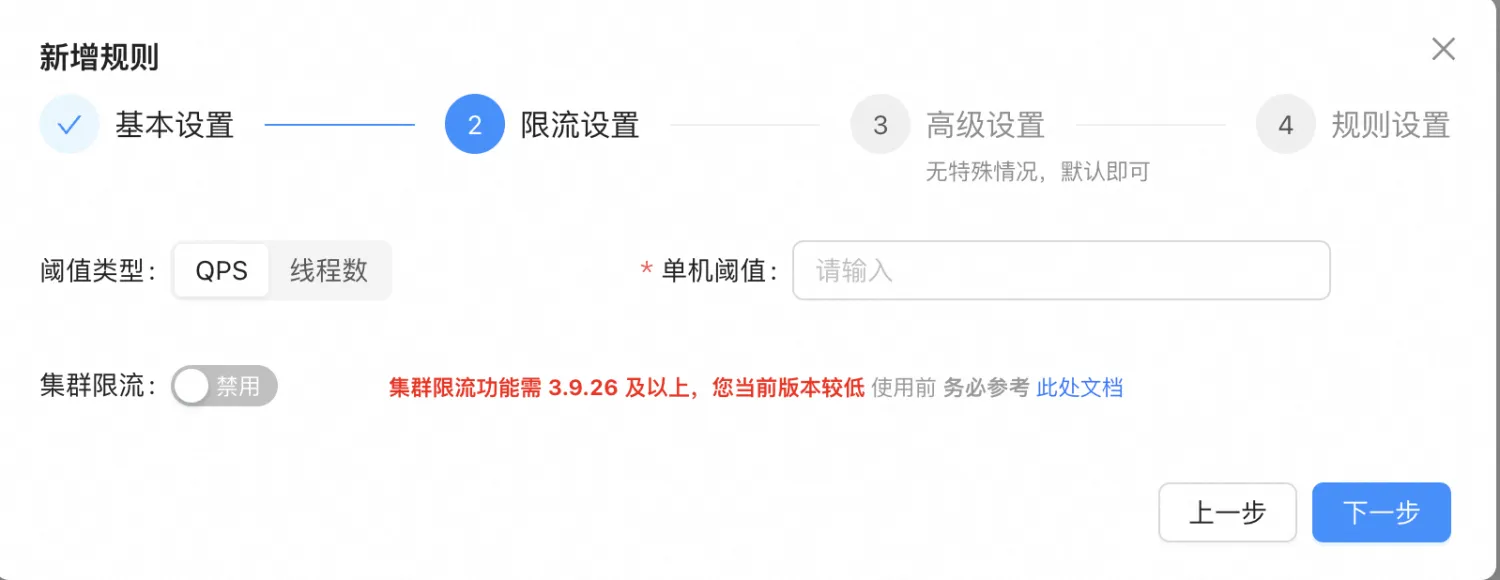 新增规则
基本设置 2 限流设置 3 高级设置 4 规则设置
无特殊情况，默认即可
阈值类型： QPS 线程数 * 单机阈值： 请输入
集群限流： 禁用 集群限流功能需 3.9.26 及以上，您当前版本较低 使用前 务必参考 此处文档
上一步 下一步